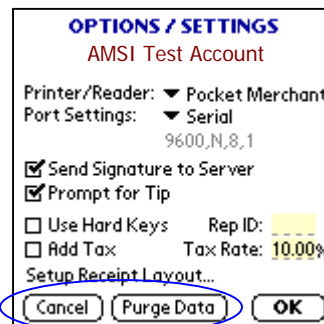 OPTIONS / SETTINGS
AMSI Test Account
Printer/Reader: Pocket Merchant
Port Settings: Serial
9600,N,8,1
Send Signature to Server
Prompt for Tip
Use Hard Keys Rep ID:
Add Tax Tax Rate: 10.00%
Setup Receipt Layout...
Cancel Purge Data OK